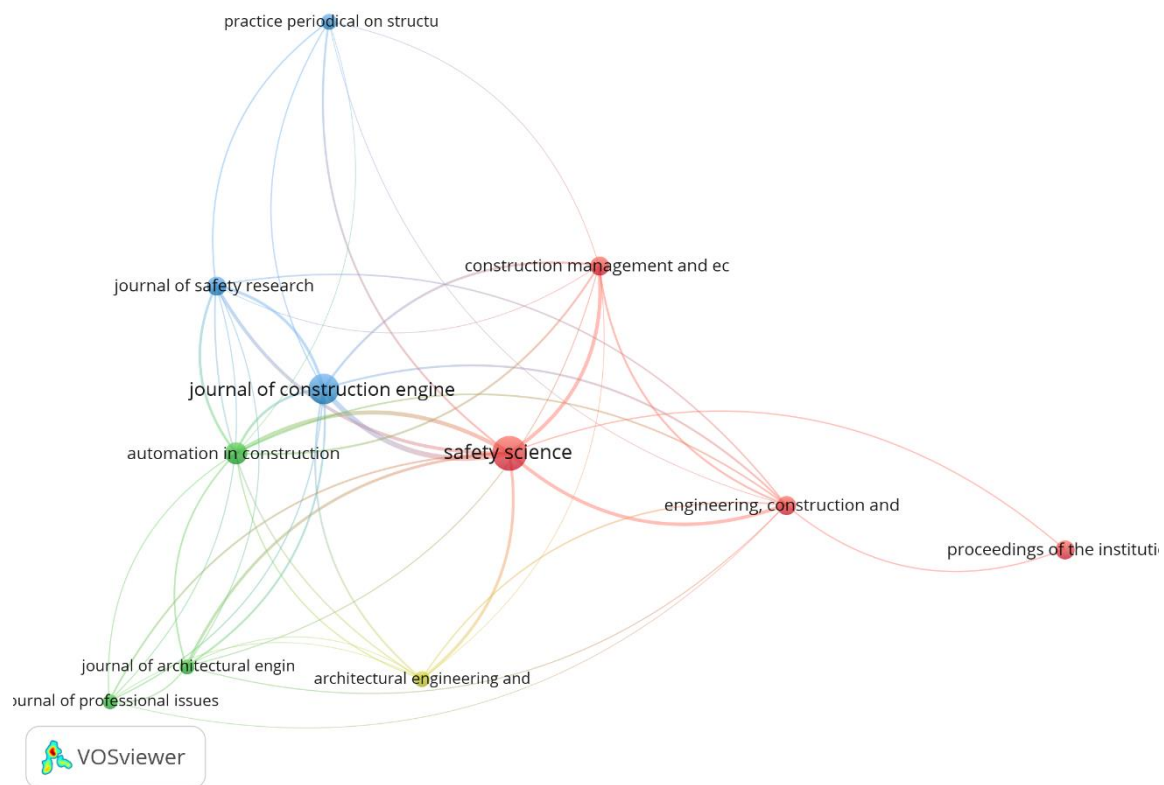 practice periodical on structu
construction management and ec
journal of safety research
journal of construction engine
safety science
automation in construction
engineering, construction and
proceedings of the institutio
journal of architectural engin
architectural engineering and
ournal of professional issues
VOSviewer